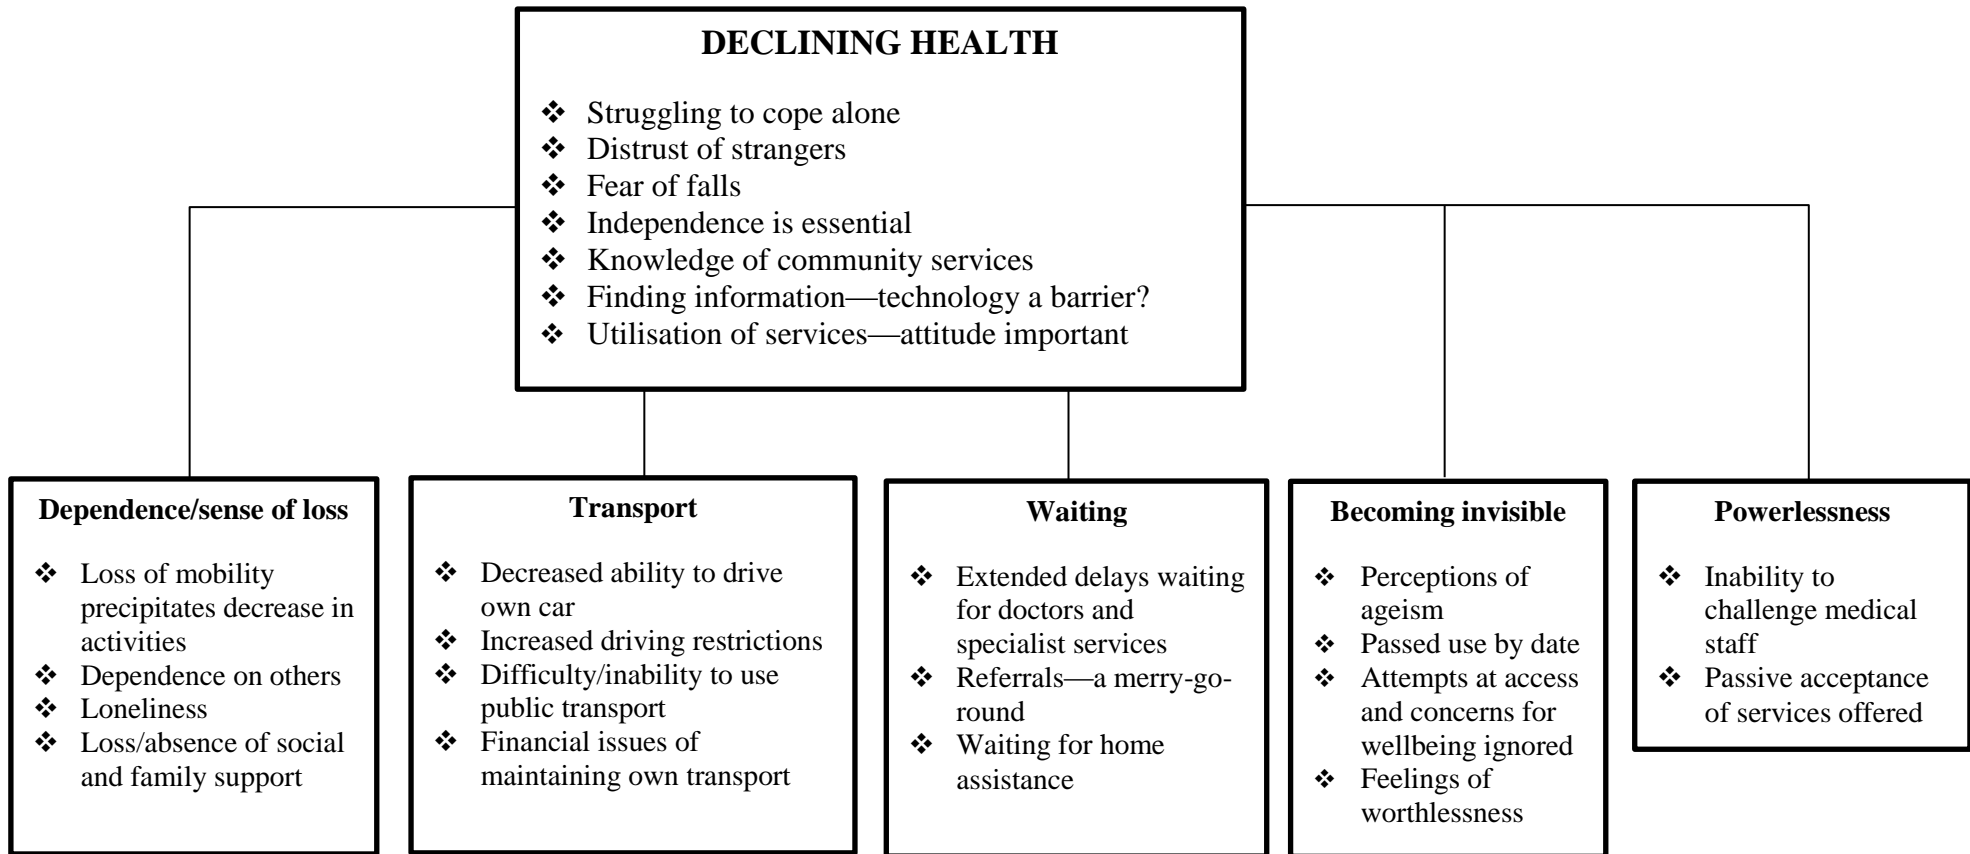 DECLINING HEALTH
❖ Struggling to cope alone
❖ Distrust of strangers
❖ Fear of falls
❖ Independence is essential
❖ Knowledge of community services
❖ Finding information—technology a barrier?
❖ Utilisation of services—attitude important
Dependence/sense of loss
❖ Loss of mobility
precipitates decrease in
activities
❖ Dependence on others
❖ Loneliness
❖ Loss/absence of social
and family support
Transport
❖ Decreased ability to drive
own car
❖ Increased driving restrictions
❖ Difficulty/inability to use
public transport
❖ Financial issues of
maintaining own transport
Waiting
❖ Extended delays waiting
for doctors and
specialist services
❖ Referrals—a merry-go-
round
❖ Waiting for home
assistance
Becoming invisible
❖ Perceptions of
ageism
❖ Passed use by date
❖ Attempts at access
and concerns for
wellbeing ignored
❖ Feelings of
worthlessness
Powerlessness
❖ Inability to
challenge medical
staff
❖ Passive acceptance
of services offered